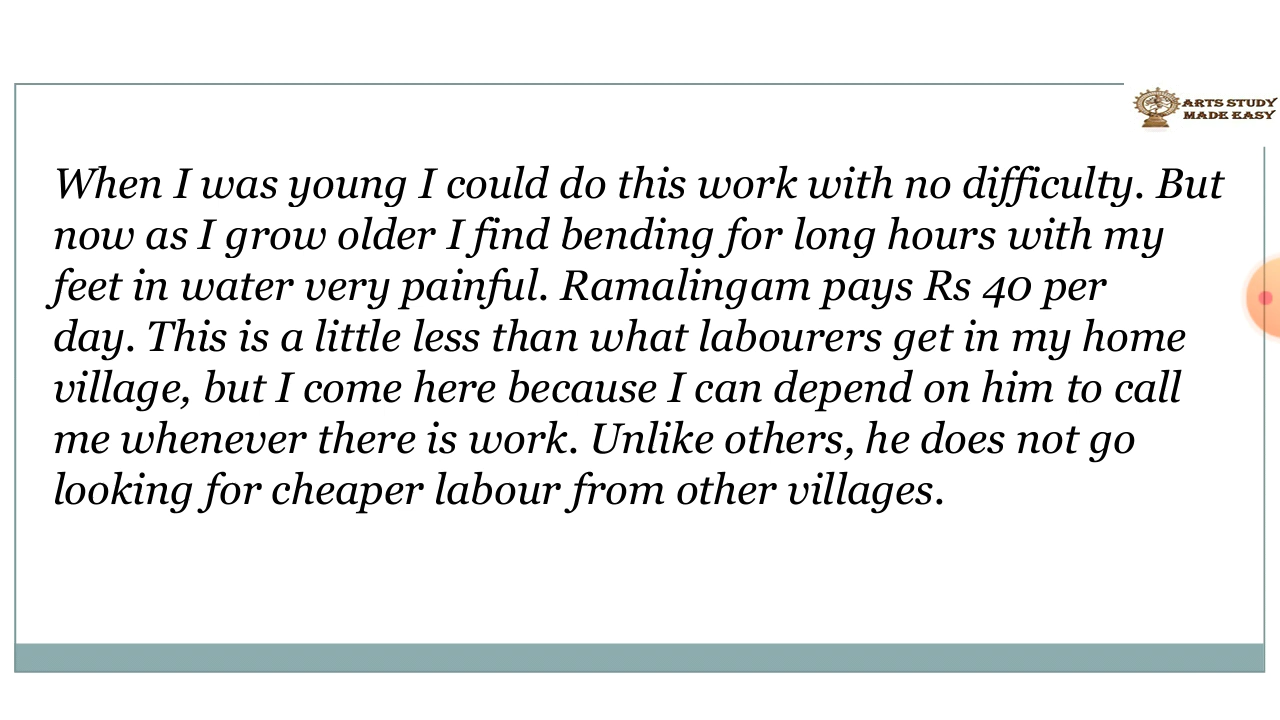 ARTS STUDY
MADE EASY
When I was young I could do this work with no difficulty. But
now as I grow older I find bending for long hours with my
feet in water very painful. Ramalingam pays Rs 40 per
day. This is a little less than what labourers get in my home
village, but I come here because I can depend on him to call
me whenever there is work. Unlike others, he does not go
looking for cheaper labour from other villages.